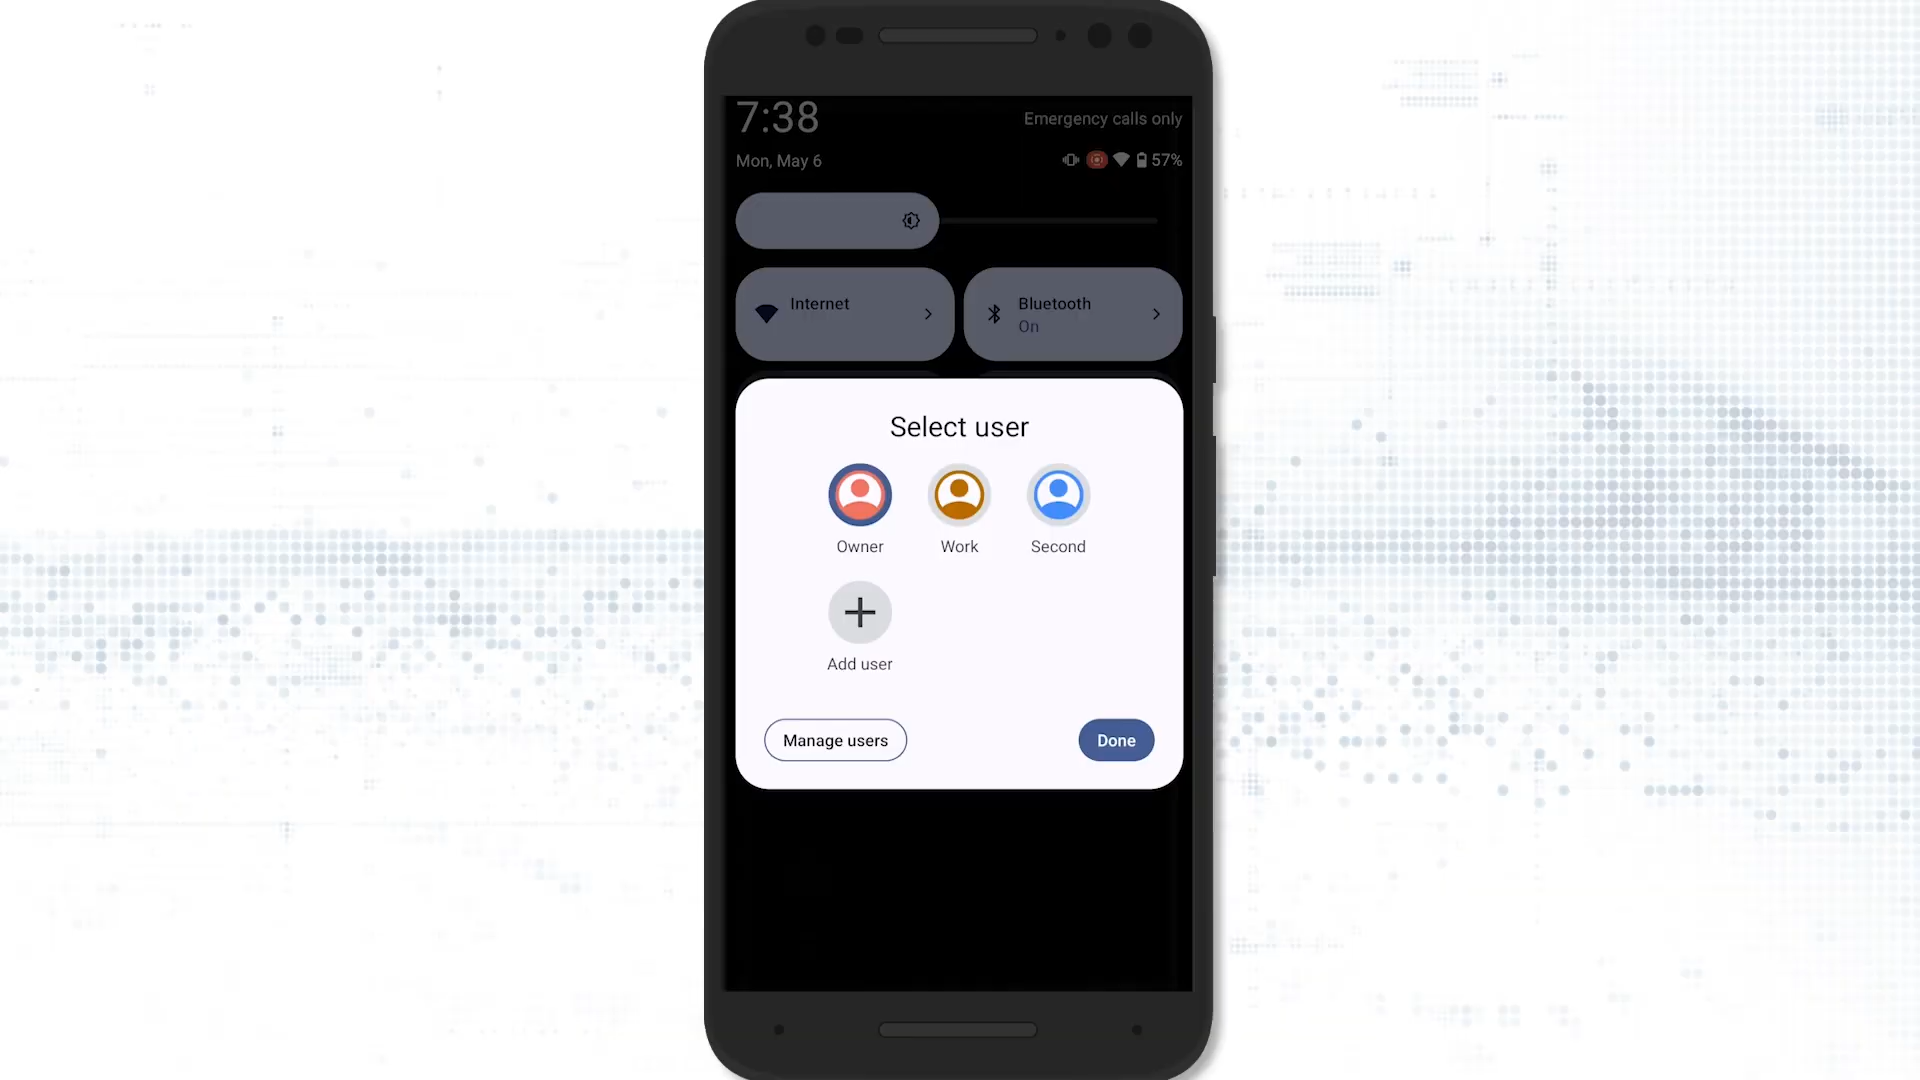 7:38
Emergency calls only
Mon, May 6
57%
Internet
Bluetooth
On
Select user
Owner
Work
Second
Add user
Manage users
Done